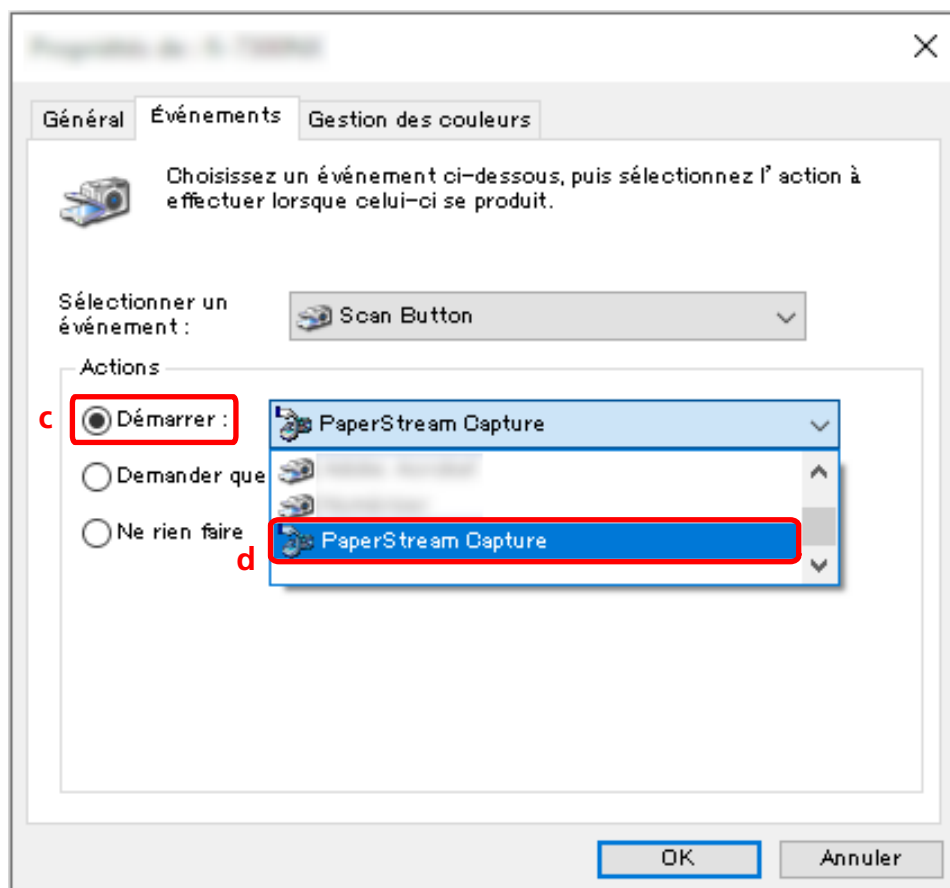 Général Événements Gestion des couleurs
Choisissez un événement ci-dessous, puis sélectionnez l'action à
effectuer lorsque celui-ci se produit.
Sélectionner un
événement :
Scan Button
Actions
c Démarrer : PaperStream Capture
Demander que
Ne rien faire
d PaperStream Capture
OK Annuler